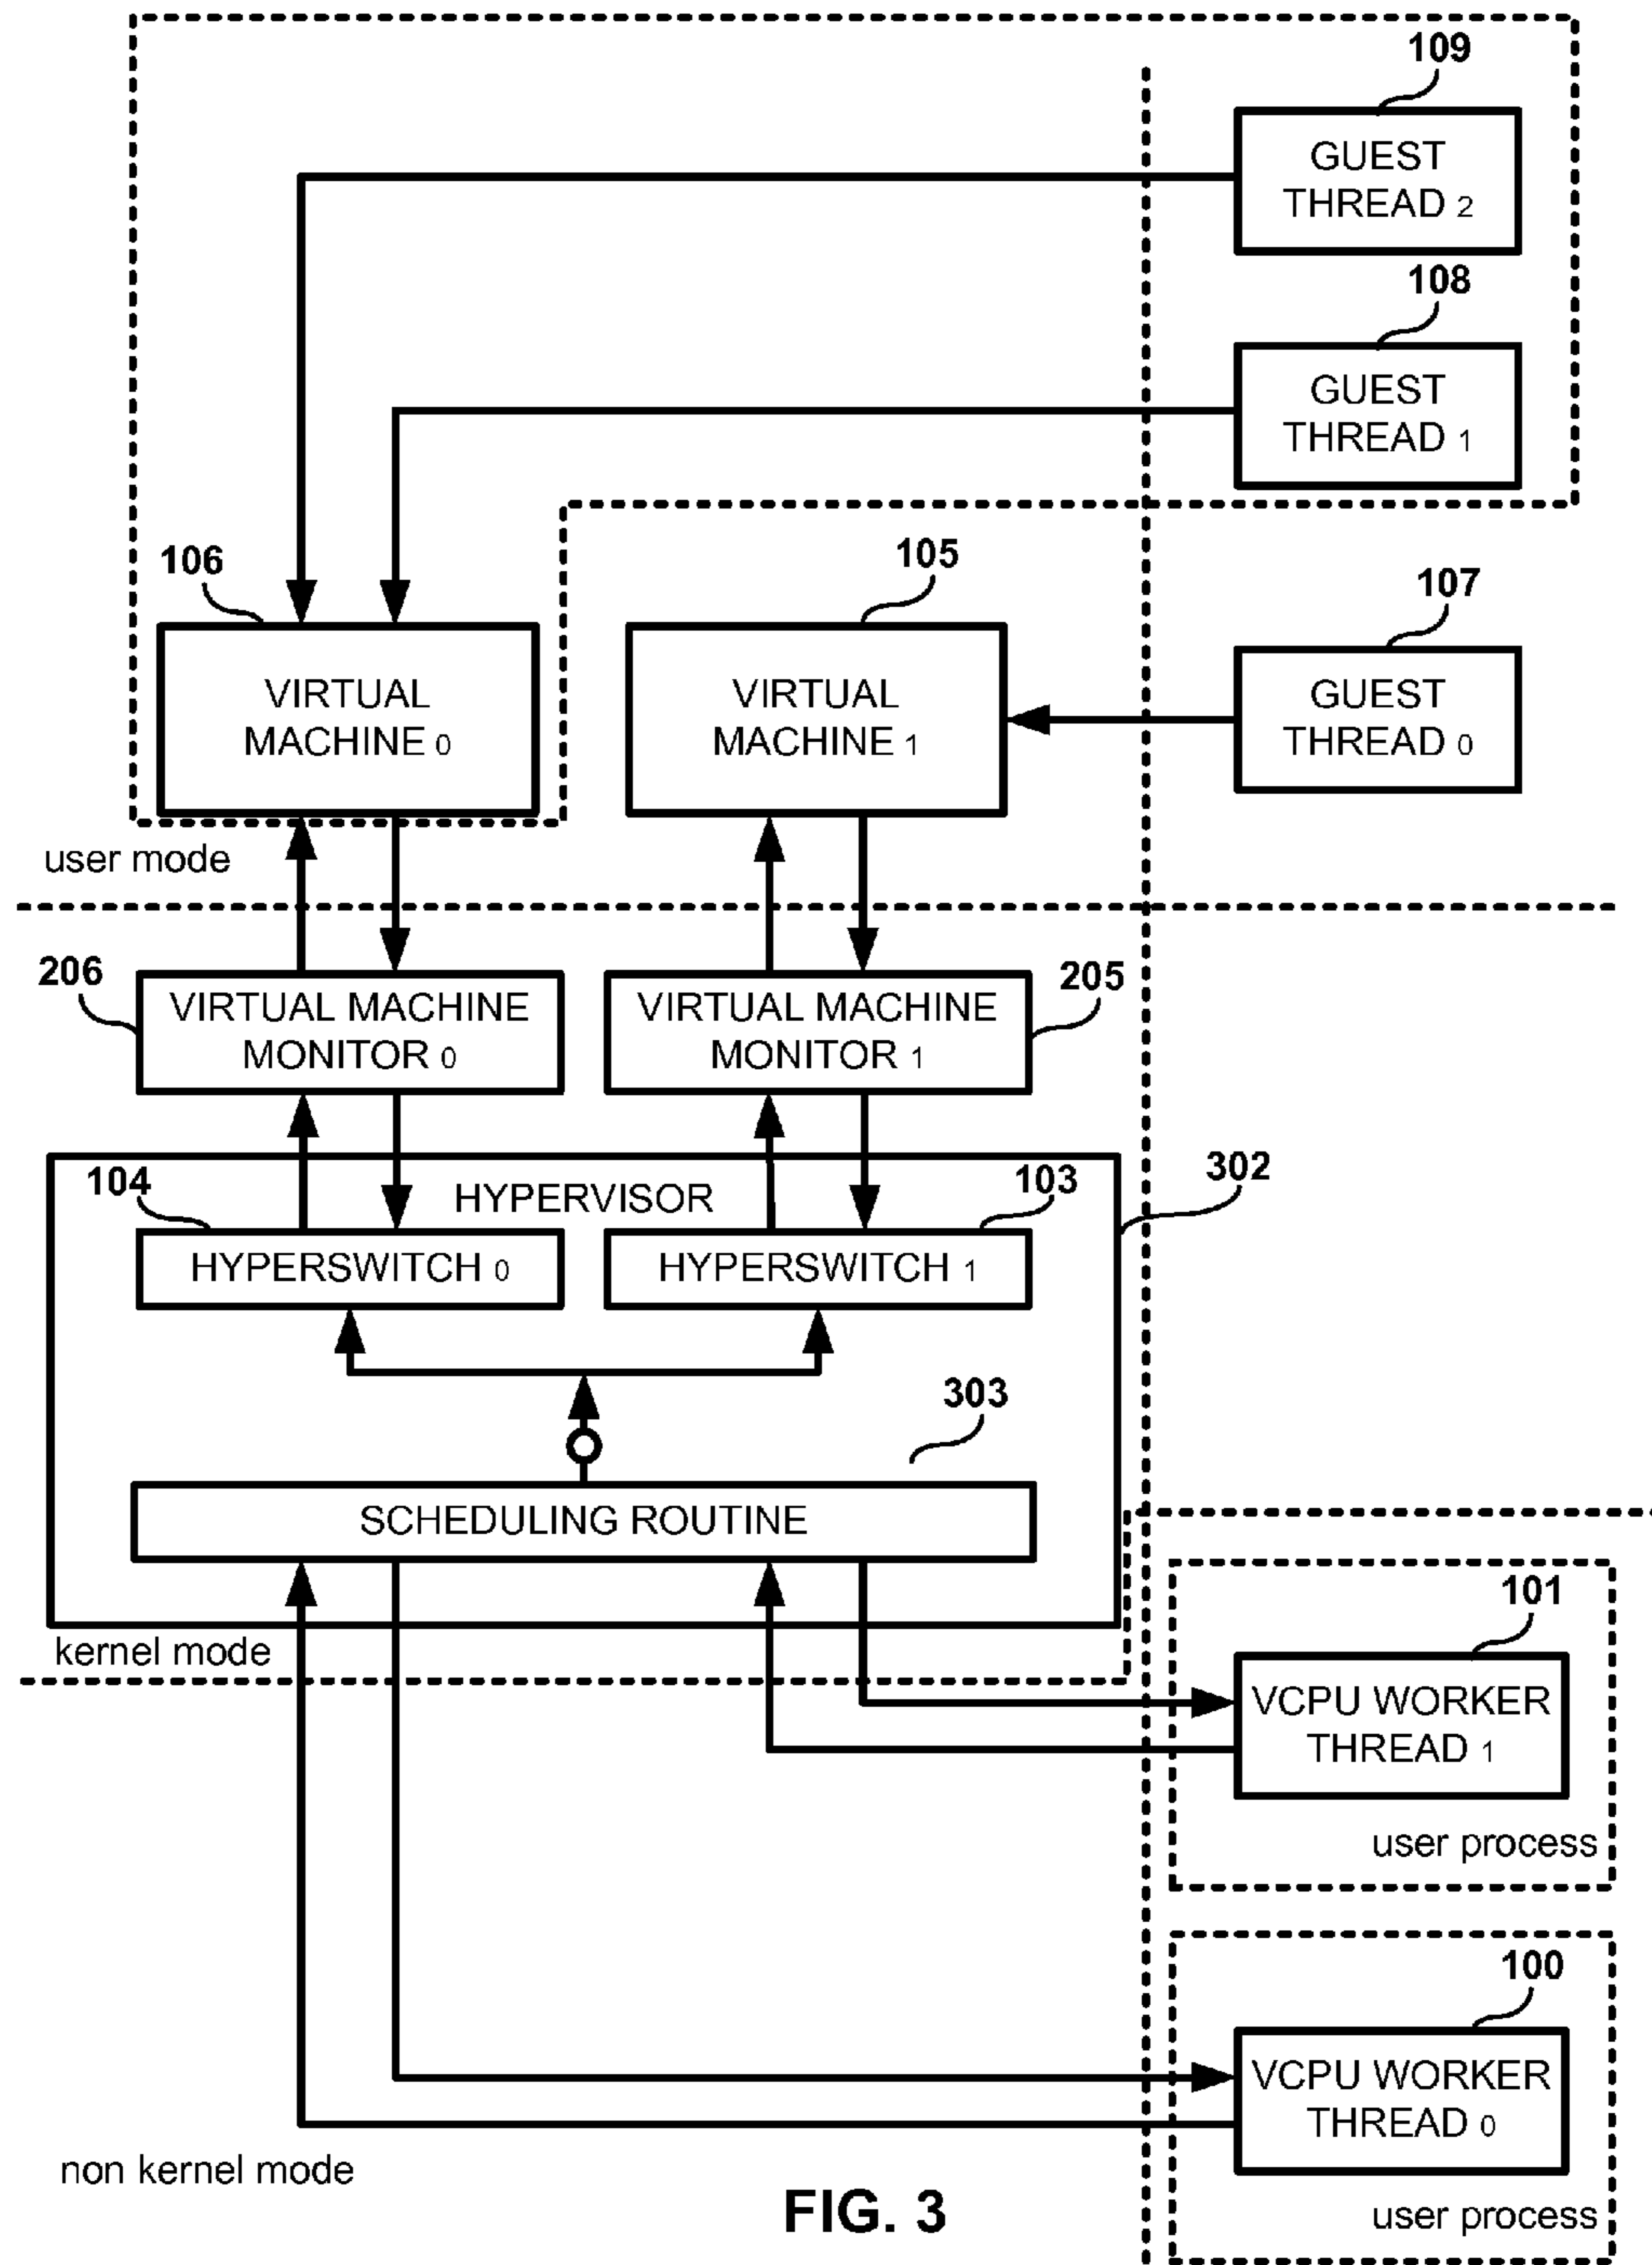 109
GUEST
THREAD 2
108
GUEST
THREAD 1
106
105
107
VIRTUAL
MACHINE 0
VIRTUAL
MACHINE 1
GUEST
THREAD 0
user mode
206
205
VIRTUAL MACHINE
MONITOR 0
VIRTUAL MACHINE
MONITOR 1
302
104
HYPERVISOR
103
HYPERSWITCH 0
HYPERSWITCH 1
303
SCHEDULING ROUTINE
kernel mode
101
VCPU WORKER
THREAD 1
user process
100
VCPU WORKER
THREAD 0
non kernel mode
FIG. 3
user process